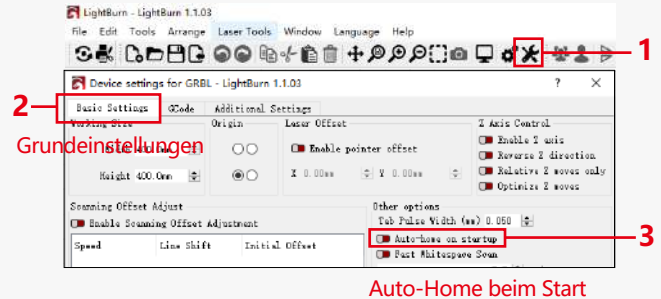 LightBurn - LightBurn 1.1.03
File Edit Tools Arrange Laser Tools Window Language Help
1
Device settings for GRBL - LightBurn 1.1.03 ? ×
2
Basic Settings GCode Additional Settings
Working Size Origin Laser Offset Z Axis Control
Grundeinstellungen
Enable pointer offset Enable Z axis
Reverse Z direction
Height 400.0mm X 0.00mm Y 0.00mm Relative Z moves only
Optimize Z moves
Scanning Offset Adjust Other options
Enable Scanning Offset Adjustment Tab Pulse Width (mm) 0.050
Speed Line Shift Initial Offset Auto-home on startup
3
Fast Whitespace Scan
Auto-Home beim Start